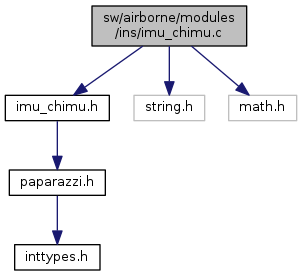 sw/airborne/modules
/ins/imu_chimu.c
imu_chimu.h
string.h
math.h
paparazzi.h
inttypes.h